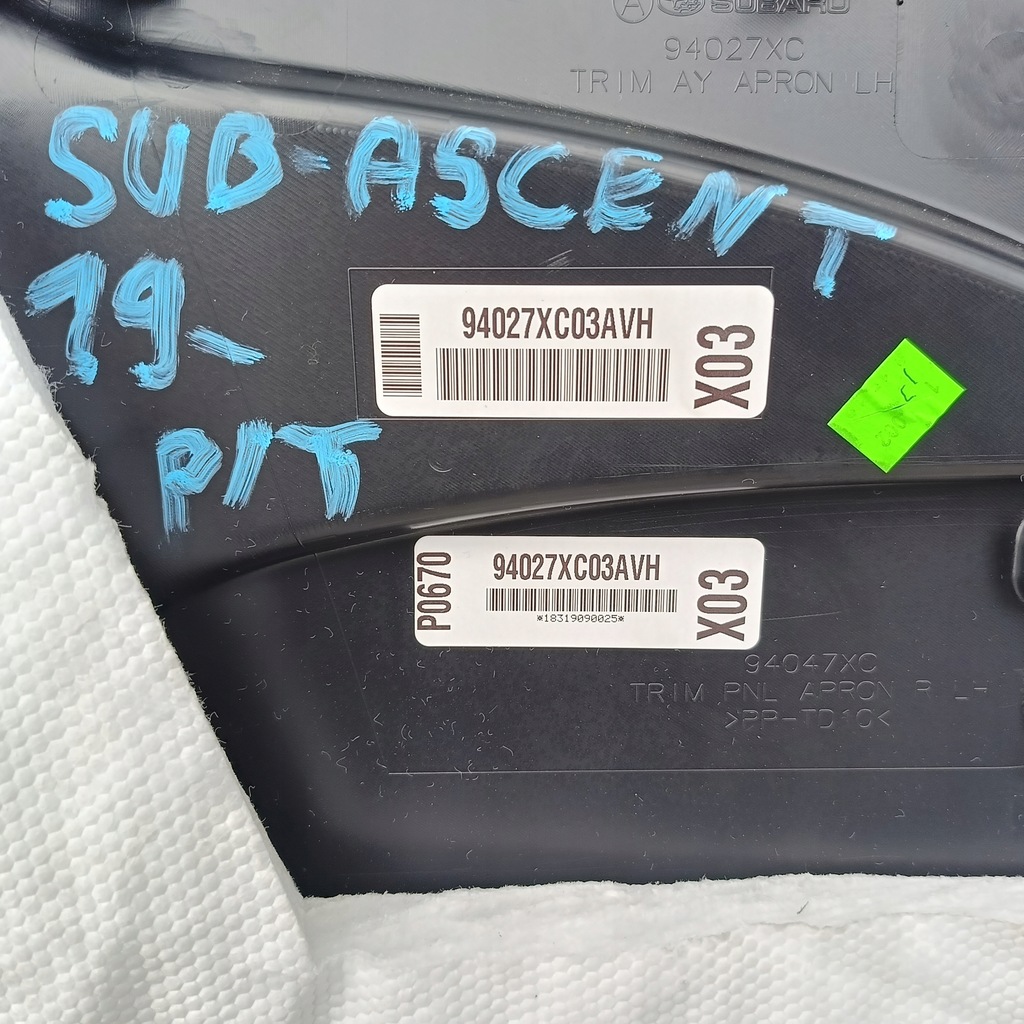 A SUBARU
94027XC
TRIM AY APRON LH
SUB-ASCENT
19-
P/T
94027XC03AVH
X03
P0670
94027XC03AVH
*18319090025*
X03
94047XC
TRIM PNL APRON R LH
>PP-TD10<